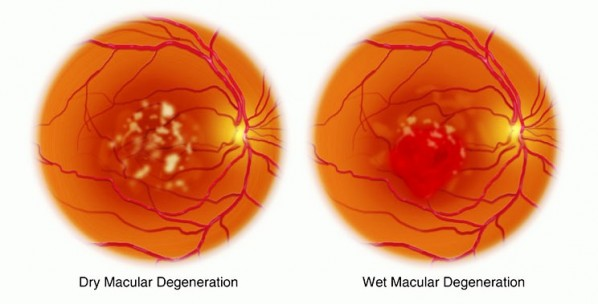 Dry Macular Degeneration
Wet Macular Degeneration